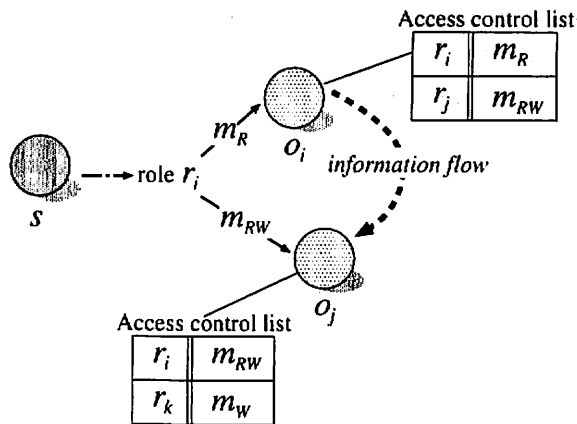 Access control list
r_i m_R
r_j m_RW
m_R
o_i
information flow
role r_i
s
m_RW
o_j
Access control list
r_i m_RW
r_k m_W